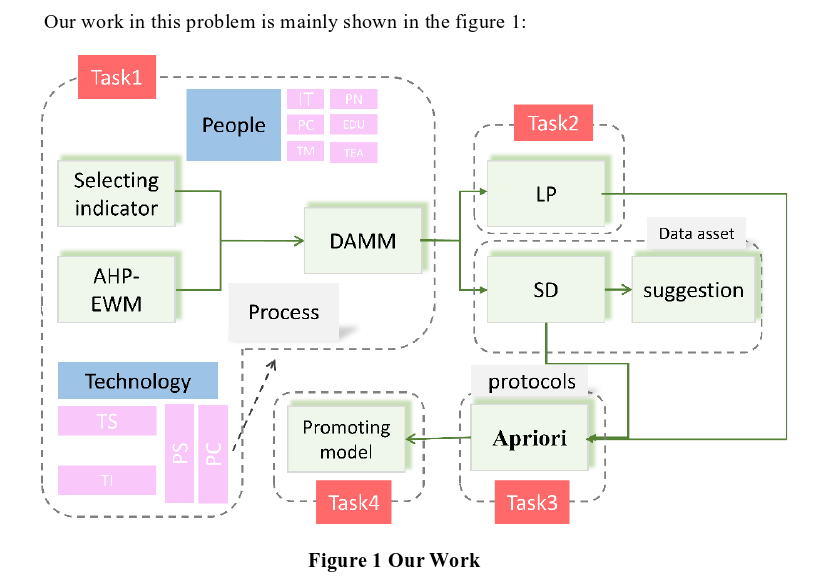 Our work in this problem is mainly shown in the figure 1:
Task1
People
IT
PN
PC
EDU
TM
TEA
Task2
Selecting
indicator
LP
DAMM
Data asset
AHP-
EWM
SD
suggestion
Process
Technology
protocols
TS
PS
PC
TI
Promoting
model
Apriori
Task4
Task3
Figure 1 Our Work